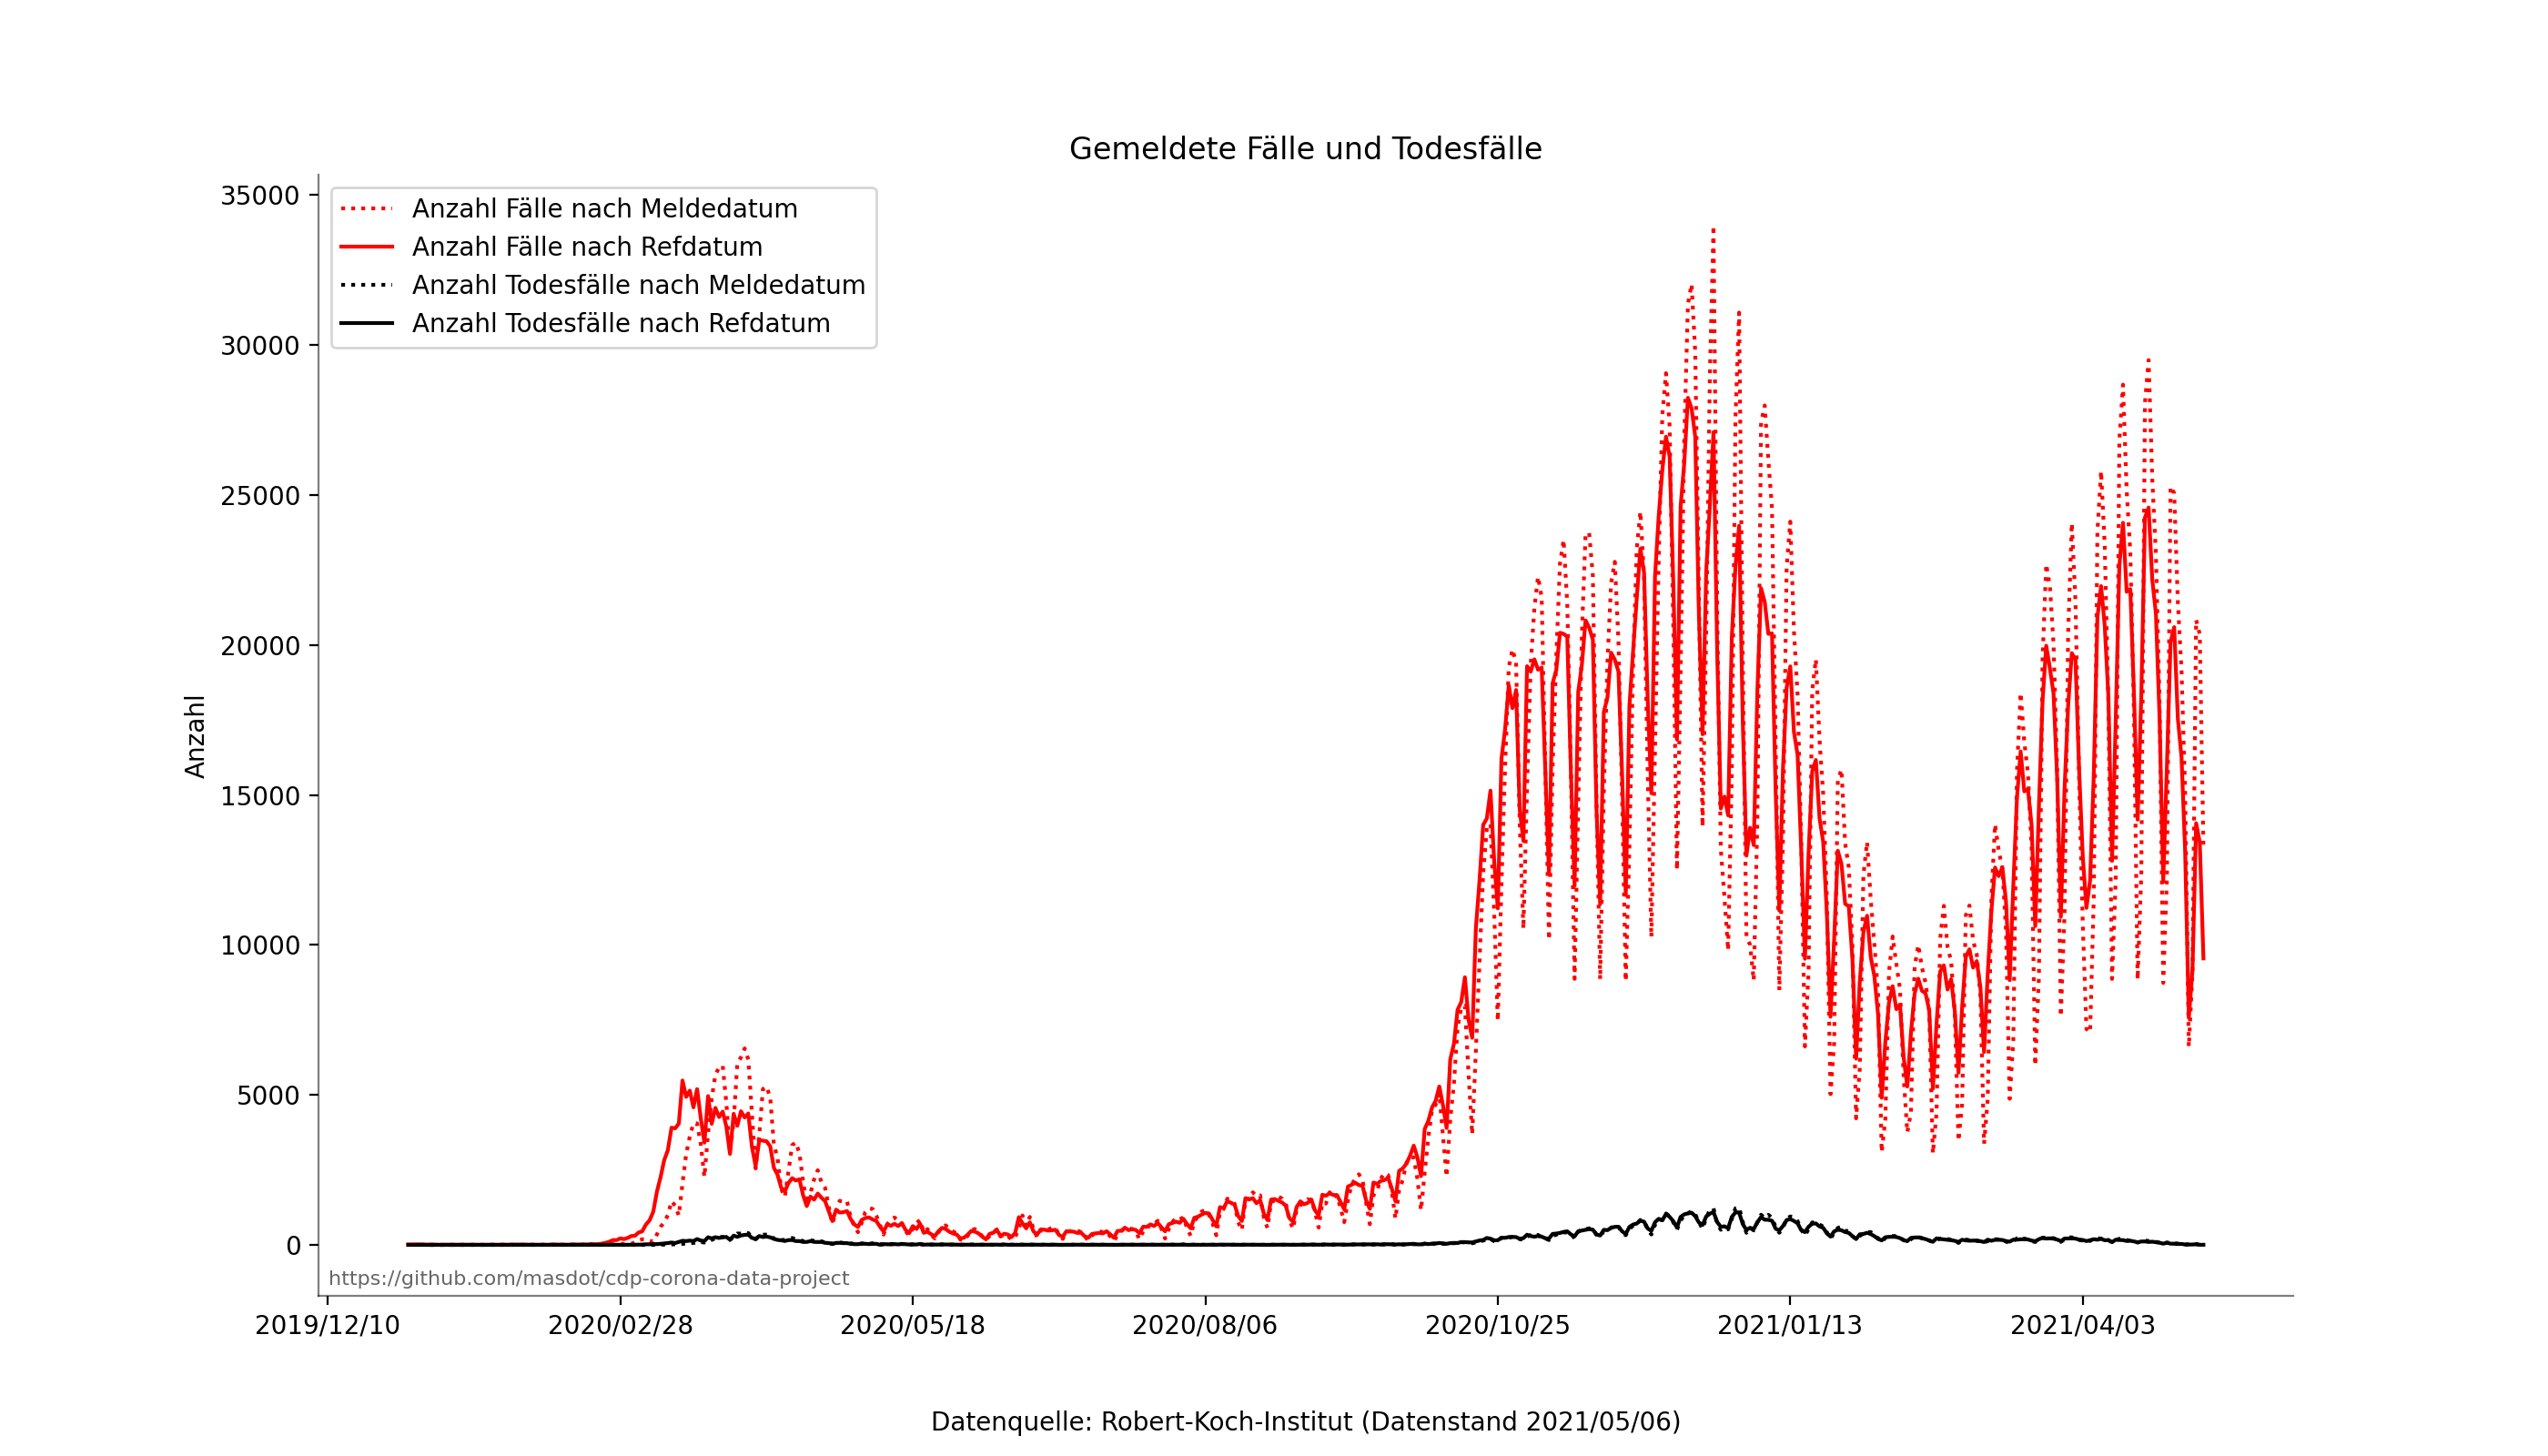 Gemeldete Fälle und Todesfälle
35000
30000
25000
20000
15000
10000
5000
0
Anzahl
Anzahl Fälle nach Meldedatum
Anzahl Fälle nach Refdatum
Anzahl Todesfälle nach Meldedatum
Anzahl Todesfälle nach Refdatum
https://github.com/masdot/cdp-corona-data-project
2019/12/10 2020/02/28 2020/05/18 2020/08/06 2020/10/25 2021/01/13 2021/04/03
Datenquelle: Robert-Koch-Institut (Datenstand 2021/05/06)